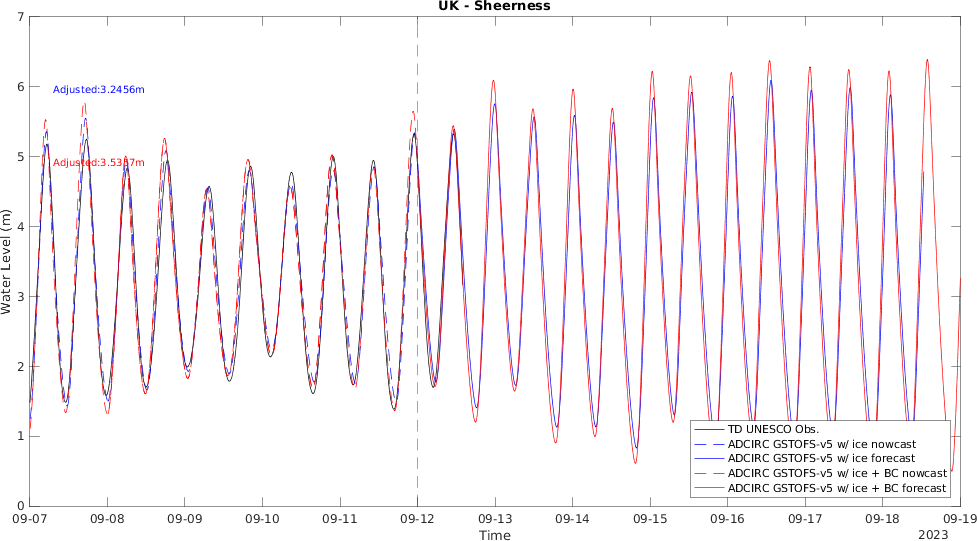 UK - Sheerness
7
6
5
4
3
2
1
0
Water Level (m)
Adjusted:3.2456m
TD UNESCO Obs.
ADCIRC GSTOFS-v5 w/ ice nowcast
ADCIRC GSTOFS-v5 w/ ice forecast
ADCIRC GSTOFS-v5 w/ ice + BC nowcast
ADCIRC GSTOFS-v5 w/ ice + BC forecast
09-07 09-08 09-09 09-10 09-11 09-12 09-13 09-14 09-15 09-16 09-17 09-18 09-19
Time
2023